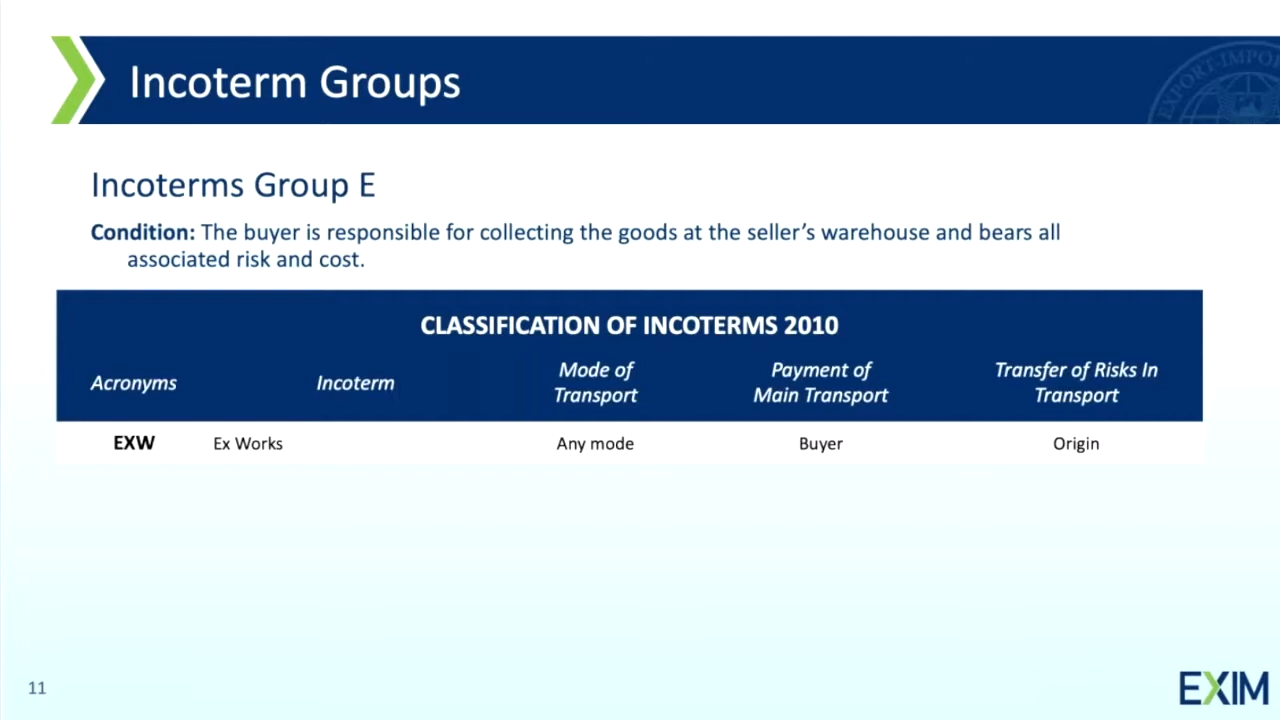 Incoterm Groups
EXPORT-IMPO
Incoterms Group E
Condition: The buyer is responsible for collecting the goods at the seller’s warehouse and bears all
associated risk and cost.
CLASSIFICATION OF INCOTERMS 2010
Acronyms Incoterm Mode of Transport Payment of Main Transport Transfer of Risks In Transport
EXW Ex Works Any mode Buyer Origin
11
EXIM